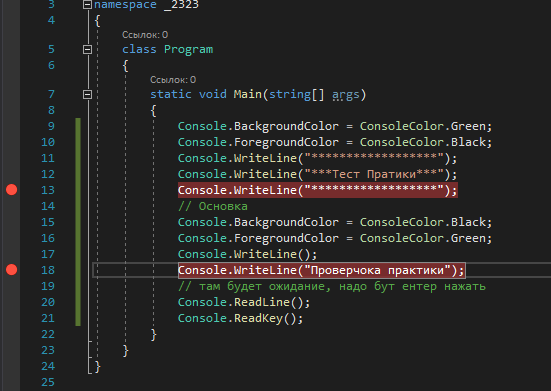 3 namespace _2323
4 {
Ссылок: 0
5 class Program
6 {
Ссылок: 0
7 static void Main(string[] args)
8 {
9 Console.BackgroundColor = ConsoleColor.Green;
10 Console.ForegroundColor = ConsoleColor.Black;
11 Console.WriteLine("******************");
12 Console.WriteLine("***Тест Пратики***");
13 Console.WriteLine("******************");
14 // Основка
15 Console.BackgroundColor = ConsoleColor.Black;
16 Console.ForegroundColor = ConsoleColor.Green;
17 Console.WriteLine();
18 Console.WriteLine("Проверчока практики");
19 // там будет ожидание, надо бут ентер нажать
20 Console.ReadLine();
21 Console.ReadKey();
22 }
23 }
24 }
25